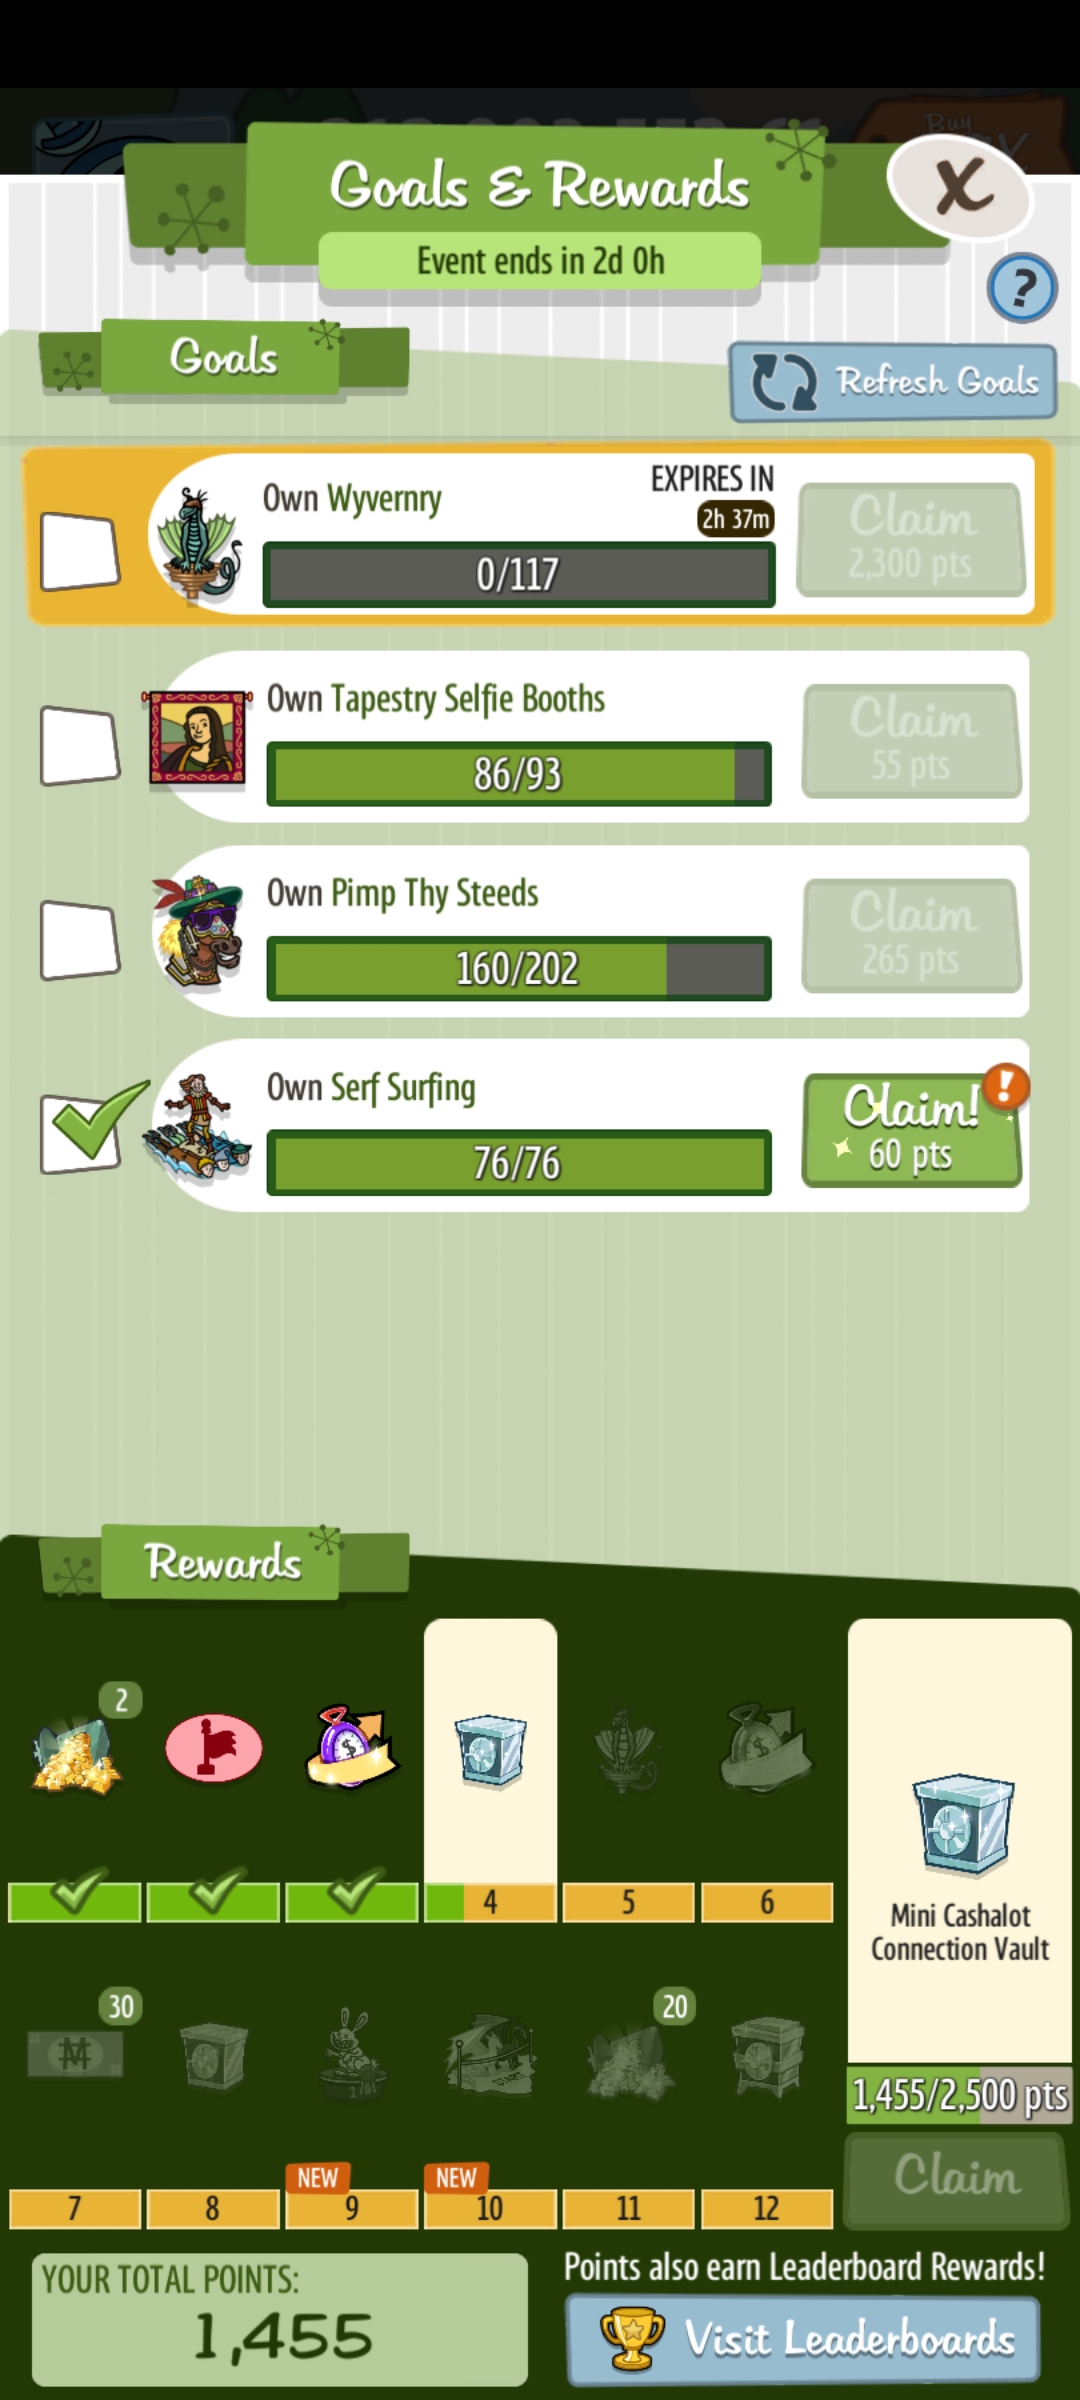 Buy
Goals & Rewards
X
Event ends in 2d 0h
?
Goals
Refresh Goals
Own Wyvernry
EXPIRES IN
2h 37m
0/117
Claim
2,300 pts
Own Tapestry Selfie Booths
86/93
Claim
55 pts
Own Pimp Thy Steeds
160/202
Claim
265 pts
Own Serf Surfing
76/76
Claim!
60 pts
!
Rewards
2
4
5
6
Mini Cashalot
Connection Vault
30
20
1,455/2,500 pts
NEW
NEW
7
8
9
10
11
12
Claim
YOUR TOTAL POINTS:
1,455
Points also earn Leaderboard Rewards!
Visit Leaderboards